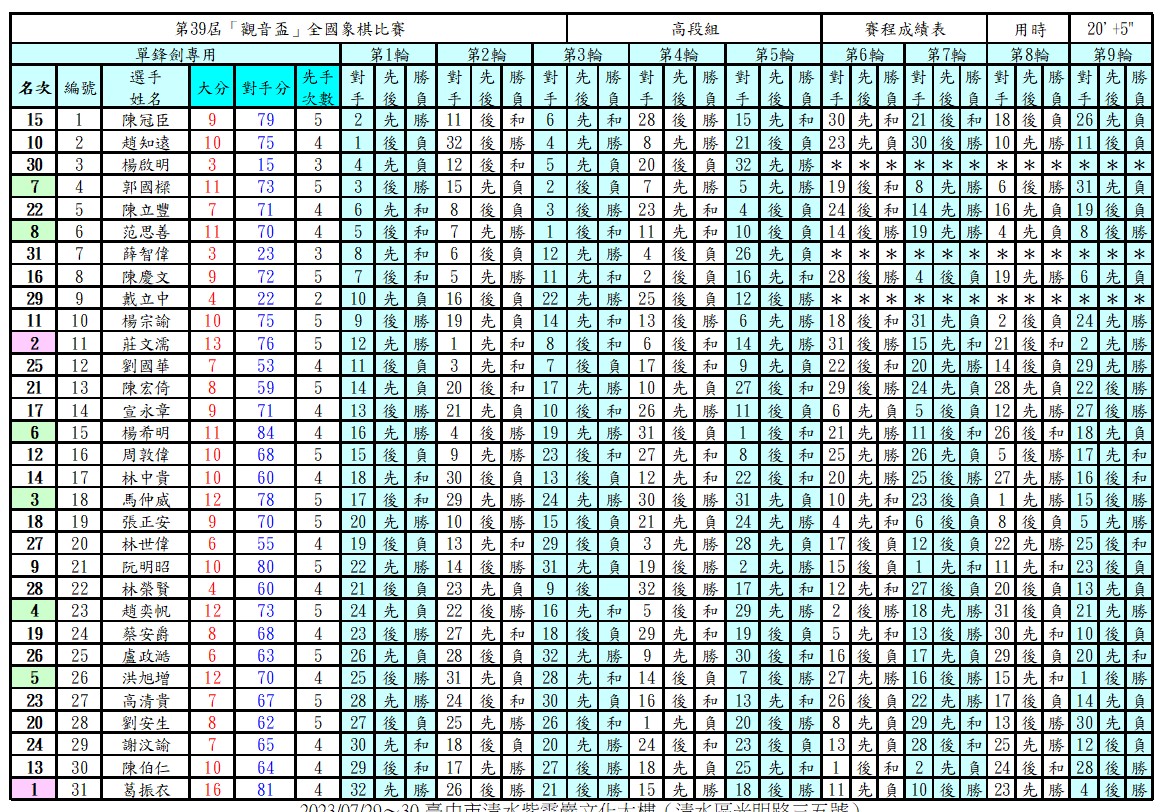 第39屆「觀音盃」全國象棋比賽 高段組 賽程成績表 用時 20'+5"
單鋒劍專用 第1輪 第2輪 第3輪 第4輪 第5輪 第6輪 第7輪 第8輪 第9輪
名次 編號 選手姓名 大分 對手分 先手次數 對手 先後 勝負 對手 先後 勝負 對手 先後 勝負 對手 先後 勝負 對手 先後 勝負 對手 先後 勝負 對手 先後 勝負 對手 先後 勝負 對手 先後 勝負
15 1 陳冠臣 9 79 5 2 先 勝 11 後 和 6 先 和 28 後 勝 15 先 和 30 先 和 21 後 和 18 後 負 26 先 負
10 2 趙知遠 10 75 4 1 後 負 32 後 勝 4 先 勝 8 先 勝 21 後 負 23 先 負 30 後 勝 10 先 勝 11 後 負
30 3 楊啟明 3 15 3 4 先 負 12 後 和 5 先 負 20 後 負 32 先 勝 * * * * * * * * * * * *
7 4 郭國樑 11 73 5 3 後 勝 15 先 負 2 後 負 7 先 勝 5 先 勝 19 後 和 8 先 勝 6 後 勝 31 先 負
22 5 陳立豐 7 71 4 6 先 和 8 後 負 3 後 勝 23 先 和 4 後 負 24 後 和 14 先 勝 16 先 負 19 後 負
8 6 范思善 11 70 4 5 後 和 7 先 勝 1 後 和 11 先 和 10 後 負 14 後 勝 19 先 勝 4 先 負 8 後 勝
31 7 薛智偉 3 23 3 8 先 和 6 後 負 12 先 勝 4 後 負 26 先 負 * * * * * * * * * * * *
16 8 陳慶文 9 72 5 7 後 和 5 先 勝 11 先 和 2 後 負 16 先 和 28 後 勝 4 後 負 19 先 勝 6 先 負
29 9 戴立中 4 22 2 10 先 負 16 後 負 22 先 勝 25 後 負 12 後 勝 * * * * * * * * * * * *
11 10 楊宗諭 10 75 5 9 後 勝 19 先 負 14 先 和 13 後 勝 6 先 勝 18 後 和 31 先 負 2 後 負 24 先 勝
2 11 莊文濡 13 76 5 12 先 勝 1 先 和 8 後 和 6 後 和 14 先 勝 31 後 勝 15 先 和 21 後 和 2 先 勝
25 12 劉國華 7 53 4 11 後 負 3 先 和 7 後 負 17 後 和 9 先 負 22 後 和 20 先 勝 14 後 負 29 先 勝
21 13 陳宏倚 8 59 5 14 先 負 20 後 和 17 先 勝 10 先 負 27 後 和 29 後 勝 24 先 負 28 先 負 22 後 勝
17 14 宣永章 9 71 4 13 後 勝 21 先 負 10 後 和 26 先 勝 11 後 負 6 先 負 5 後 負 12 先 勝 27 後 勝
6 15 楊希明 11 84 4 16 先 勝 4 後 勝 19 先 勝 31 後 負 1 後 和 21 先 勝 11 後 和 26 後 和 18 先 負
12 16 周敦偉 10 68 5 15 後 負 9 先 勝 23 後 和 27 先 和 8 後 和 25 先 勝 26 先 負 5 後 勝 17 先 和
14 17 林中貴 10 60 4 18 先 和 30 後 負 13 後 負 12 先 和 22 後 和 20 先 勝 25 後 勝 27 先 勝 16 後 和
3 18 馬仲威 12 78 5 17 後 和 29 先 勝 24 先 勝 30 後 勝 31 先 負 10 先 和 23 後 負 1 先 勝 15 後 勝
18 19 張正安 9 70 5 20 先 勝 10 後 勝 15 後 負 21 先 負 24 先 勝 4 先 和 6 後 負 8 後 負 5 先 勝
27 20 林世偉 6 55 4 19 後 負 13 先 和 29 後 負 3 先 勝 28 先 負 17 後 負 12 後 負 22 先 勝 25 後 和
9 21 阮明昭 10 80 5 22 先 勝 14 後 勝 31 先 負 19 後 勝 2 先 勝 15 後 負 1 先 和 11 先 和 23 後 負
28 22 林榮賢 4 60 4 21 後 負 23 先 負 9 後 32 後 勝 17 先 和 12 先 和 27 後 負 20 後 負 13 先 負
4 23 趙奕帆 12 73 5 24 先 負 22 後 勝 16 先 和 5 後 和 29 先 勝 2 後 勝 18 先 勝 31 後 負 21 先 勝
19 24 蔡安爵 8 68 4 23 後 勝 27 先 和 18 後 負 29 先 和 19 後 負 5 先 和 13 後 勝 30 先 和 10 後 負
26 25 盧政澔 6 63 5 26 先 負 28 後 負 32 先 勝 9 先 勝 30 後 和 16 後 負 17 先 負 29 後 負 20 先 和
5 26 洪旭增 12 70 4 25 後 勝 31 先 負 28 先 和 14 後 負 7 後 勝 27 先 勝 16 後 勝 15 先 和 1 後 勝
23 27 高清貴 7 67 5 28 先 勝 24 後 和 30 先 負 16 後 和 13 先 和 26 後 負 22 先 勝 17 後 負 14 先 負
20 28 劉安生 8 62 5 27 後 負 25 先 勝 26 後 和 1 先 負 20 後 勝 8 先 負 29 先 和 13 後 勝 30 先 負
24 29 謝汶諭 7 65 4 30 先 和 18 後 負 20 先 勝 24 後 和 23 後 負 13 先 負 28 後 和 25 先 勝 12 後 負
13 30 陳伯仁 10 64 4 29 後 和 17 先 勝 27 後 勝 18 先 負 25 先 和 1 後 和 2 先 負 24 後 和 28 後 勝
1 31 葛振衣 16 81 4 32 先 勝 26 後 勝 21 後 勝 15 先 勝 18 後 勝 11 先 負 10 後 勝 23 先 勝 4 後 勝
2023/07/29~30 臺中市清水紫雲巖文化大樓（清水區光明路三五號）